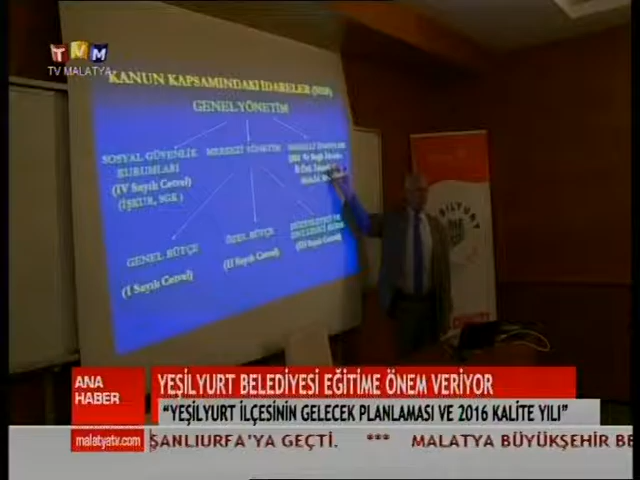 TVM
TV MALATYA
KANUN KAPSAMINDAKİ İDARELER
GENEL YÖNETİM
SOSYAL GÜVENLİK
KURUMLARI
(IV Sayılı Cetvel)
(İŞKUR, SGK)
MERKEZİ YÖNETİM
GENEL BÜTÇE
(I Sayılı Cetvel)
ÖZEL BÜTÇE
(II Sayılı Cetvel)
DÜZENLEYİCİ VE
(III Sayılı Cetvel)
ANA
HABER
YEŞİLYURT BELEDİYESİ EĞİTİME ÖNEM VERİYOR
“YEŞİLYURT İLÇESİNİN GELECEK PLANLAMASI VE 2016 KALİTE YILI”
malatyatv.com
ŞANLIURFA'YA GEÇTİ. *** MALATYA BÜYÜKŞEHİR BE